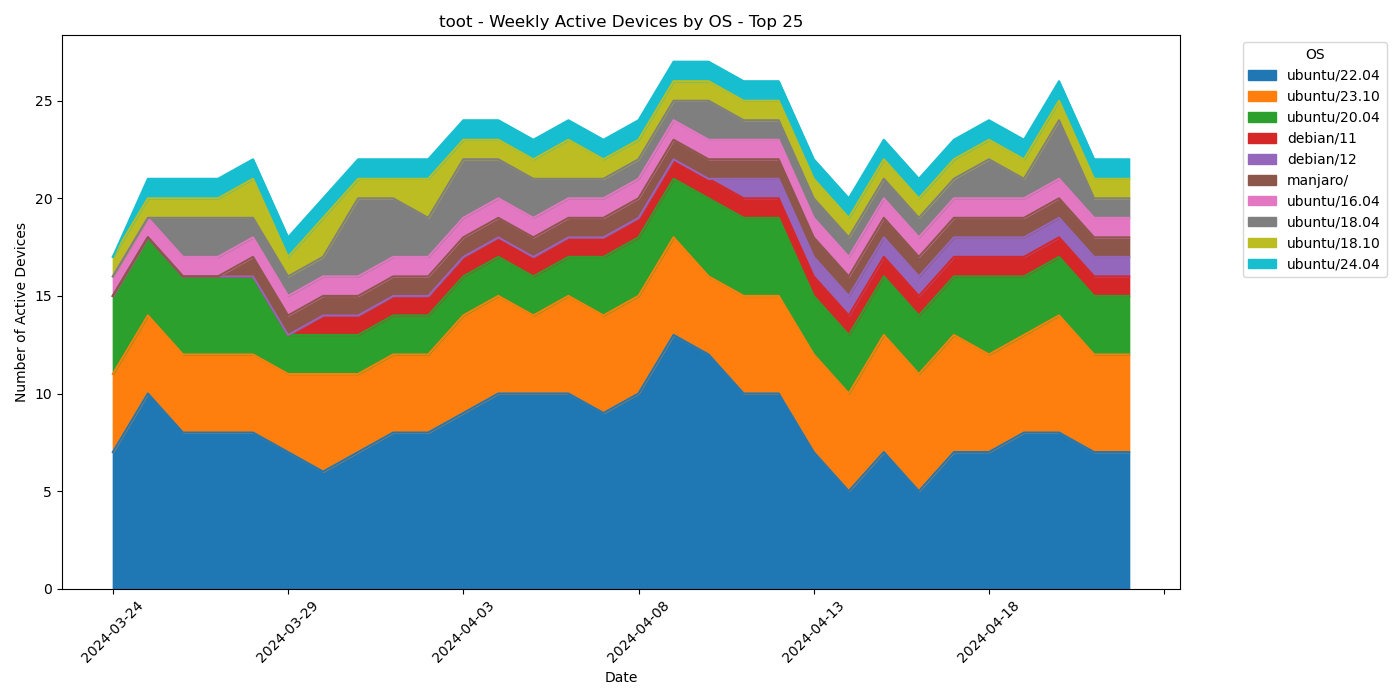 toot - Weekly Active Devices by OS - Top 25
Number of Active Devices
25
20
15
10
5
0
2024-03-24
2024-03-29
2024-04-03
2024-04-08
2024-04-13
2024-04-18
Date
OS
ubuntu/22.04
ubuntu/23.10
ubuntu/20.04
debian/11
debian/12
manjaro/
ubuntu/16.04
ubuntu/18.04
ubuntu/18.10
ubuntu/24.04